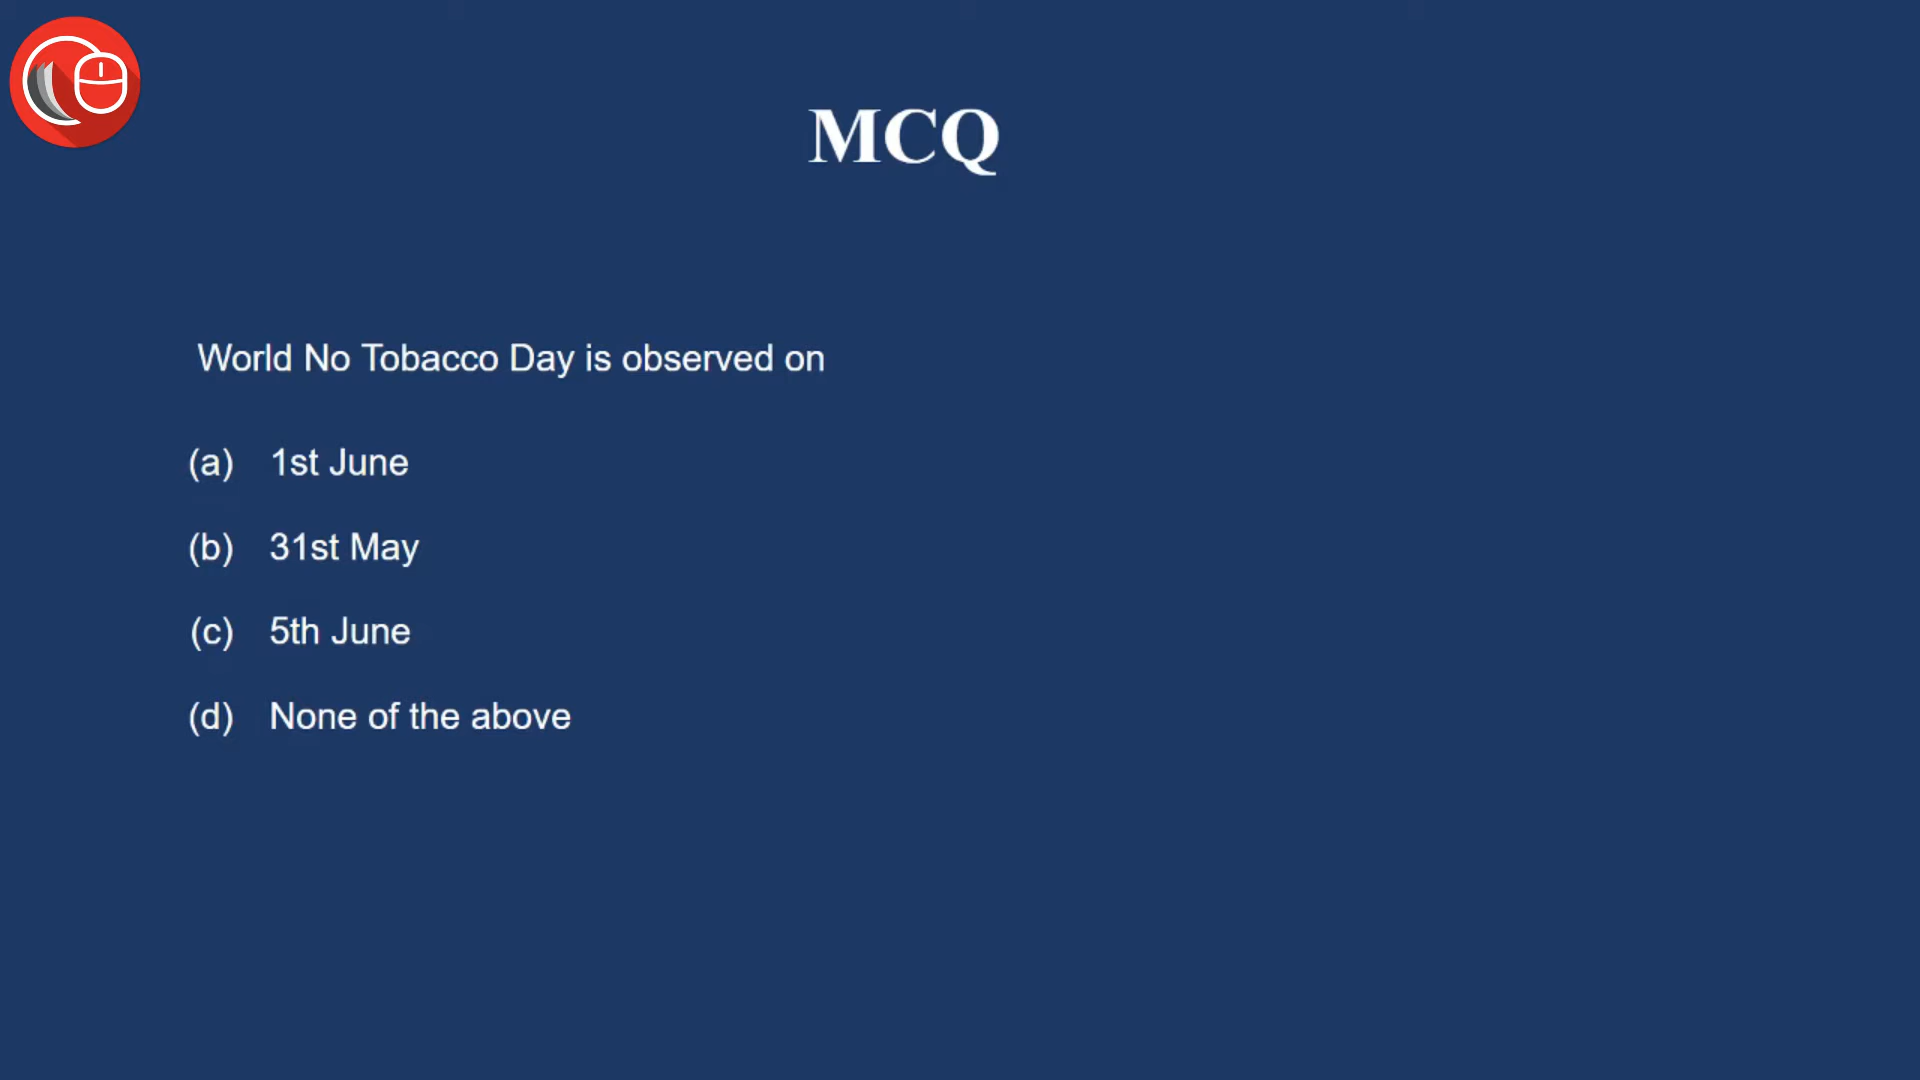 MCQ
World No Tobacco Day is observed on
(a) 1st June
(b) 31st May
(c) 5th June
(d) None of the above